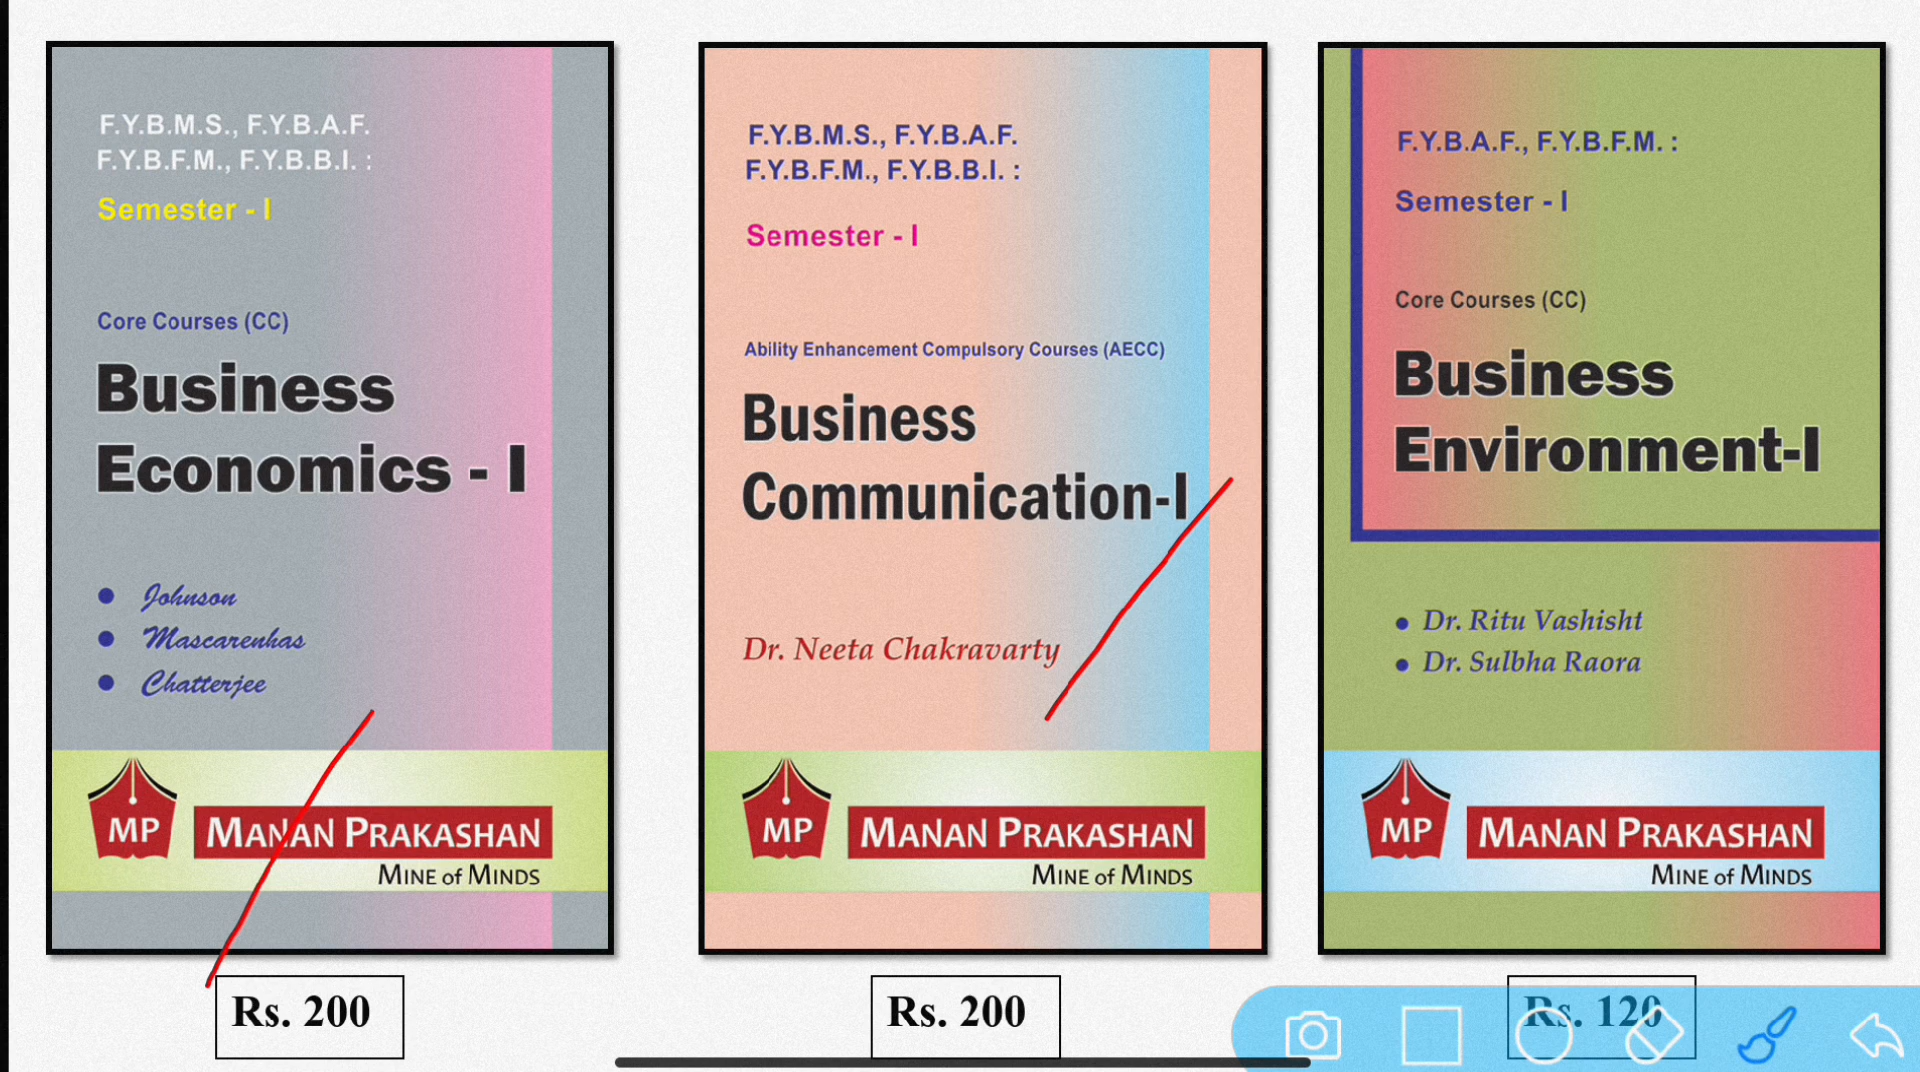 F.Y.B.M.S., F.Y.B.A.F.
F.Y.B.F.M., F.Y.B.B.I. :
Semester - I
Core Courses (CC)
Business
Economics - I
Johnson
Mascarenhas
Chatterjee
MP
MANAN PRAKASHAN
MINE of MINDS
Rs. 200
F.Y.B.M.S., F.Y.B.A.F.
F.Y.B.F.M., F.Y.B.B.I. :
Semester - I
Ability Enhancement Compulsory Courses (AECC)
Business
Communication-I
Dr. Neeta Chakravarty
MP
MANAN PRAKASHAN
MINE of MINDS
Rs. 200
F.Y.B.A.F., F.Y.B.F.M. :
Semester - I
Core Courses (CC)
Business
Environment-I
Dr. Ritu Vashisht
Dr. Sulbha Raora
MP
MANAN PRAKASHAN
MINE of MINDS
Rs. 120